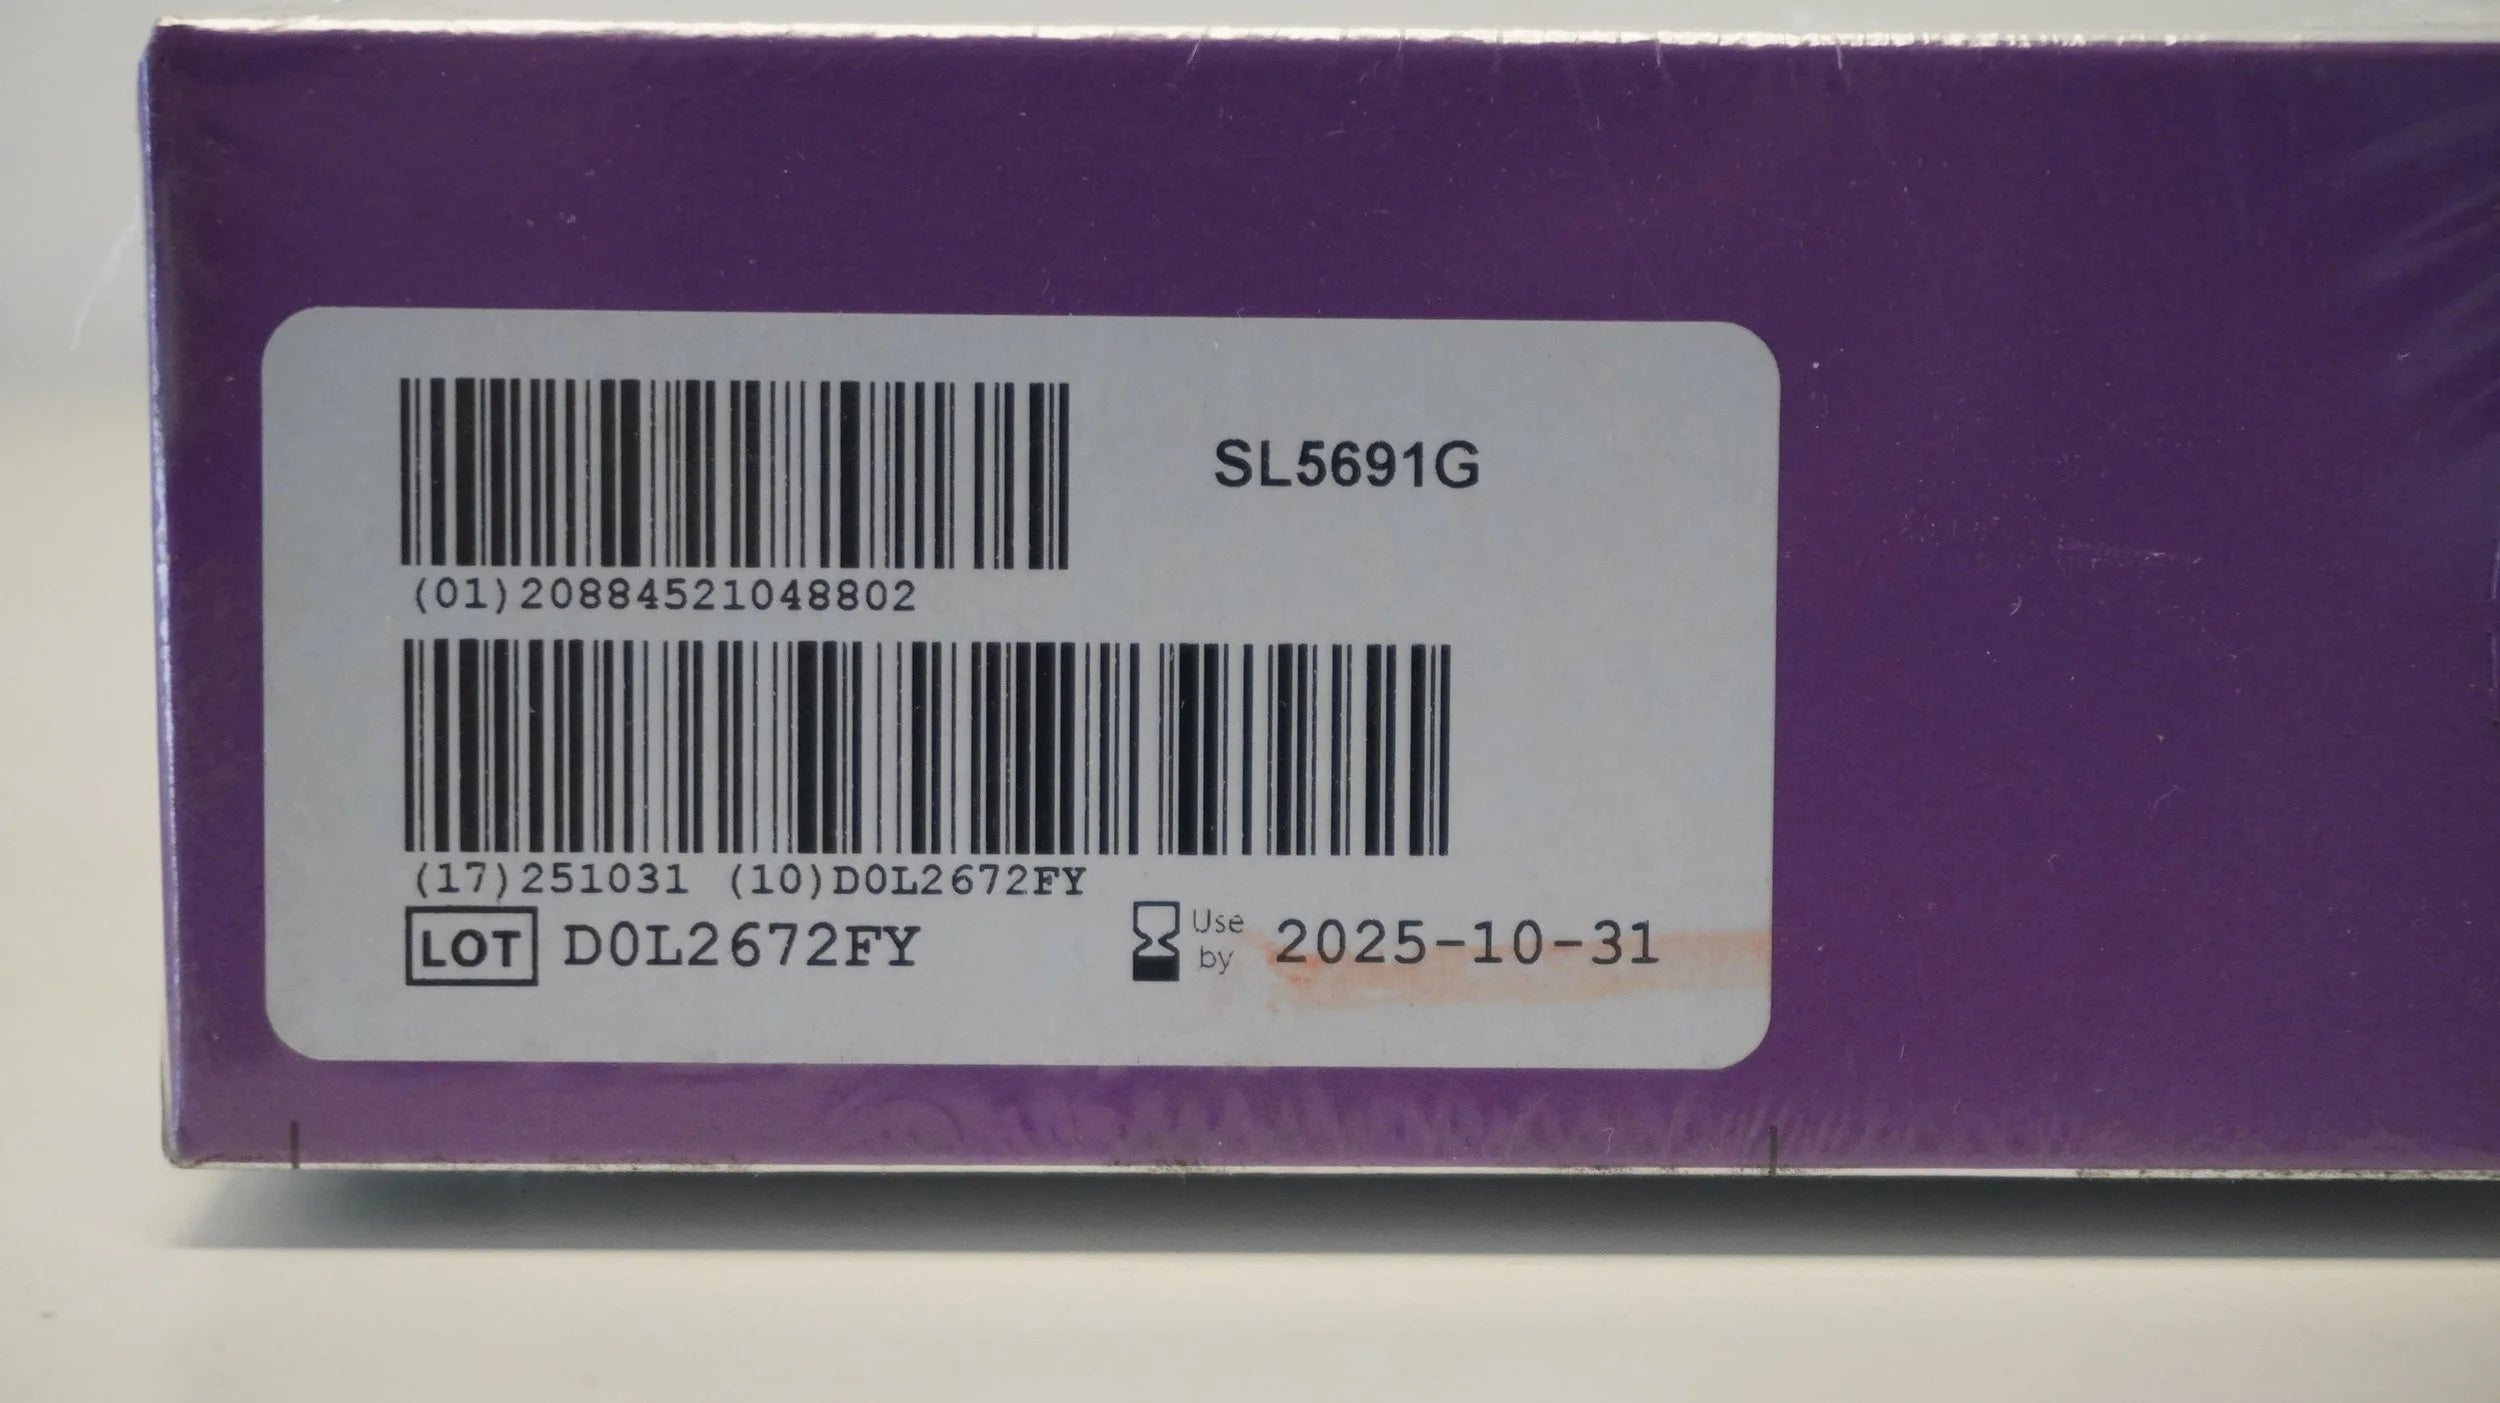 SL5691G
(01)20884521048802
(17)251031 (10)D0L2672FY
LOT D0L2672FY
Use by 2025-10-31